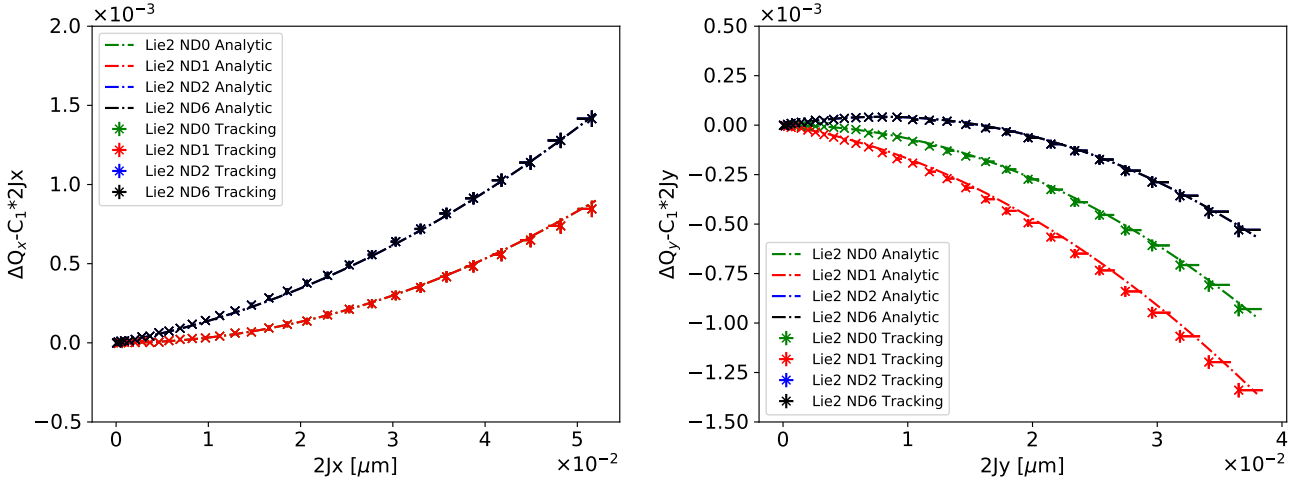 ×10⁻³
2.0
1.5
1.0
0.5
0.0
−0.5
ΔQₓ-C₁*2Jx
Lie2 ND0 Analytic
Lie2 ND1 Analytic
Lie2 ND2 Analytic
Lie2 ND6 Analytic
Lie2 ND0 Tracking
Lie2 ND1 Tracking
Lie2 ND2 Tracking
Lie2 ND6 Tracking
0 1 2 3 4 5
2Jx [μm]
×10⁻²
×10⁻³
0.50
0.25
0.00
−0.25
−0.50
−0.75
−1.00
−1.25
−1.50
ΔQy-C₁*2Jy
Lie2 ND0 Analytic
Lie2 ND1 Analytic
Lie2 ND2 Analytic
Lie2 ND6 Analytic
Lie2 ND0 Tracking
Lie2 ND1 Tracking
Lie2 ND2 Tracking
Lie2 ND6 Tracking
0 1 2 3 4
2Jy [μm]
×10⁻²